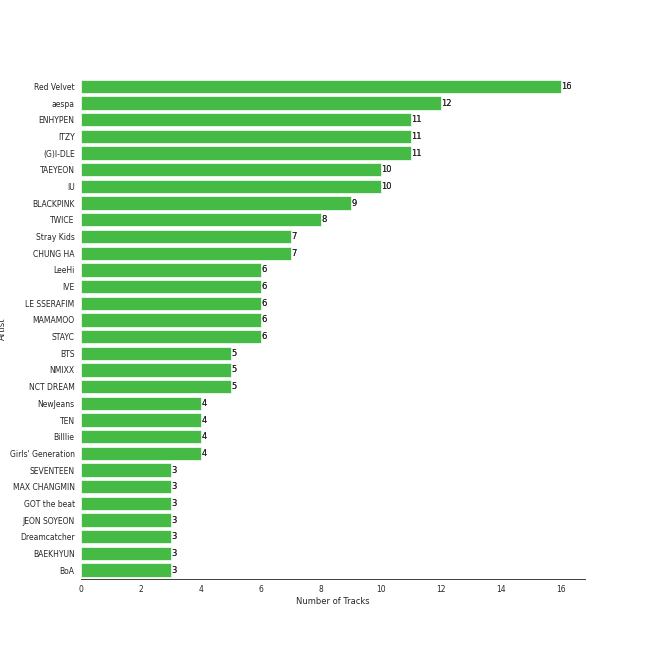 Red Velvet 16
aespa 12
ENHYPEN 11
ITZY 11
(G)I-DLE 11
TAEYEON 10
IU 10
BLACKPINK 9
TWICE 8
Stray Kids 7
CHUNG HA 7
LeeHi 6
IVE 6
LE SSERAFIM 6
MAMAMOO 6
STAYC 6
BTS 5
NMIXX 5
NCT DREAM 5
NewJeans 4
TEN 4
Billlie 4
Girls' Generation 4
SEVENTEEN 3
MAX CHANGMIN 3
GOT the beat 3
JEON SOYEON 3
Dreamcatcher 3
BAEKHYUN 3
BoA 3
Artist
0 2 4 6 8 10 12 14 16
Number of Tracks